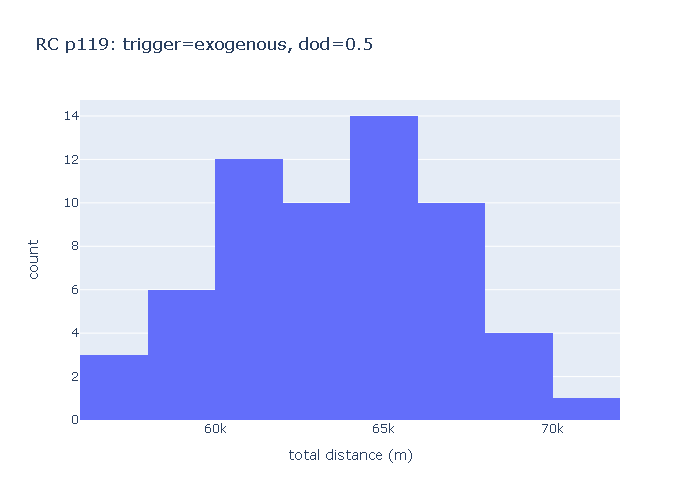 RC p119: trigger=exogenous, dod=0.5
14
12
10
8
6
4
2
0
count
60k 65k 70k
total distance (m)